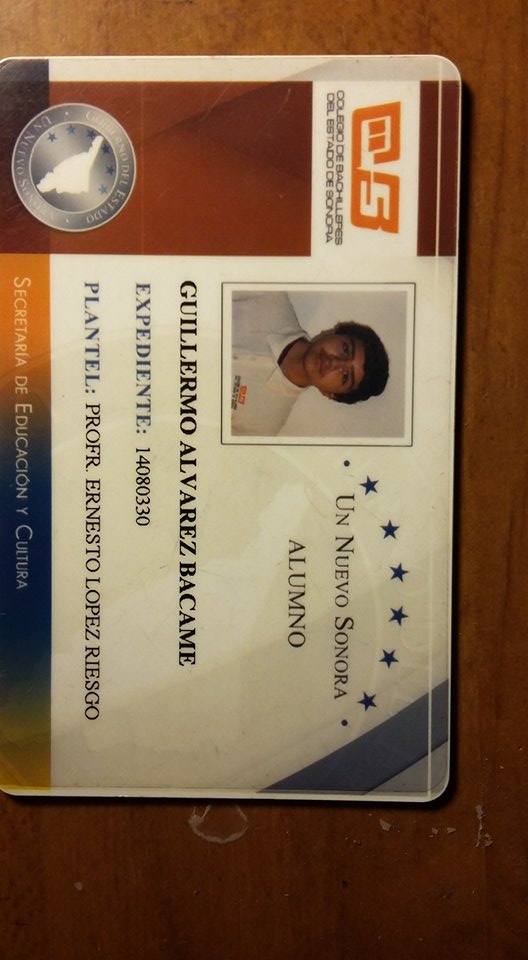 COLEGIO DE BACHILLERES
DEL ESTADO DE SONORA
GOBIERNO DEL ESTADO
UN NUEVO SONORA
UN NUEVO SONORA
ALUMNO
GUILLERMO ALVAREZ BACAME
EXPEDIENTE: 14080330
PLANTEL: PROFR. ERNESTO LOPEZ RIESGO
SECRETARÍA DE EDUCACIÓN Y CULTURA